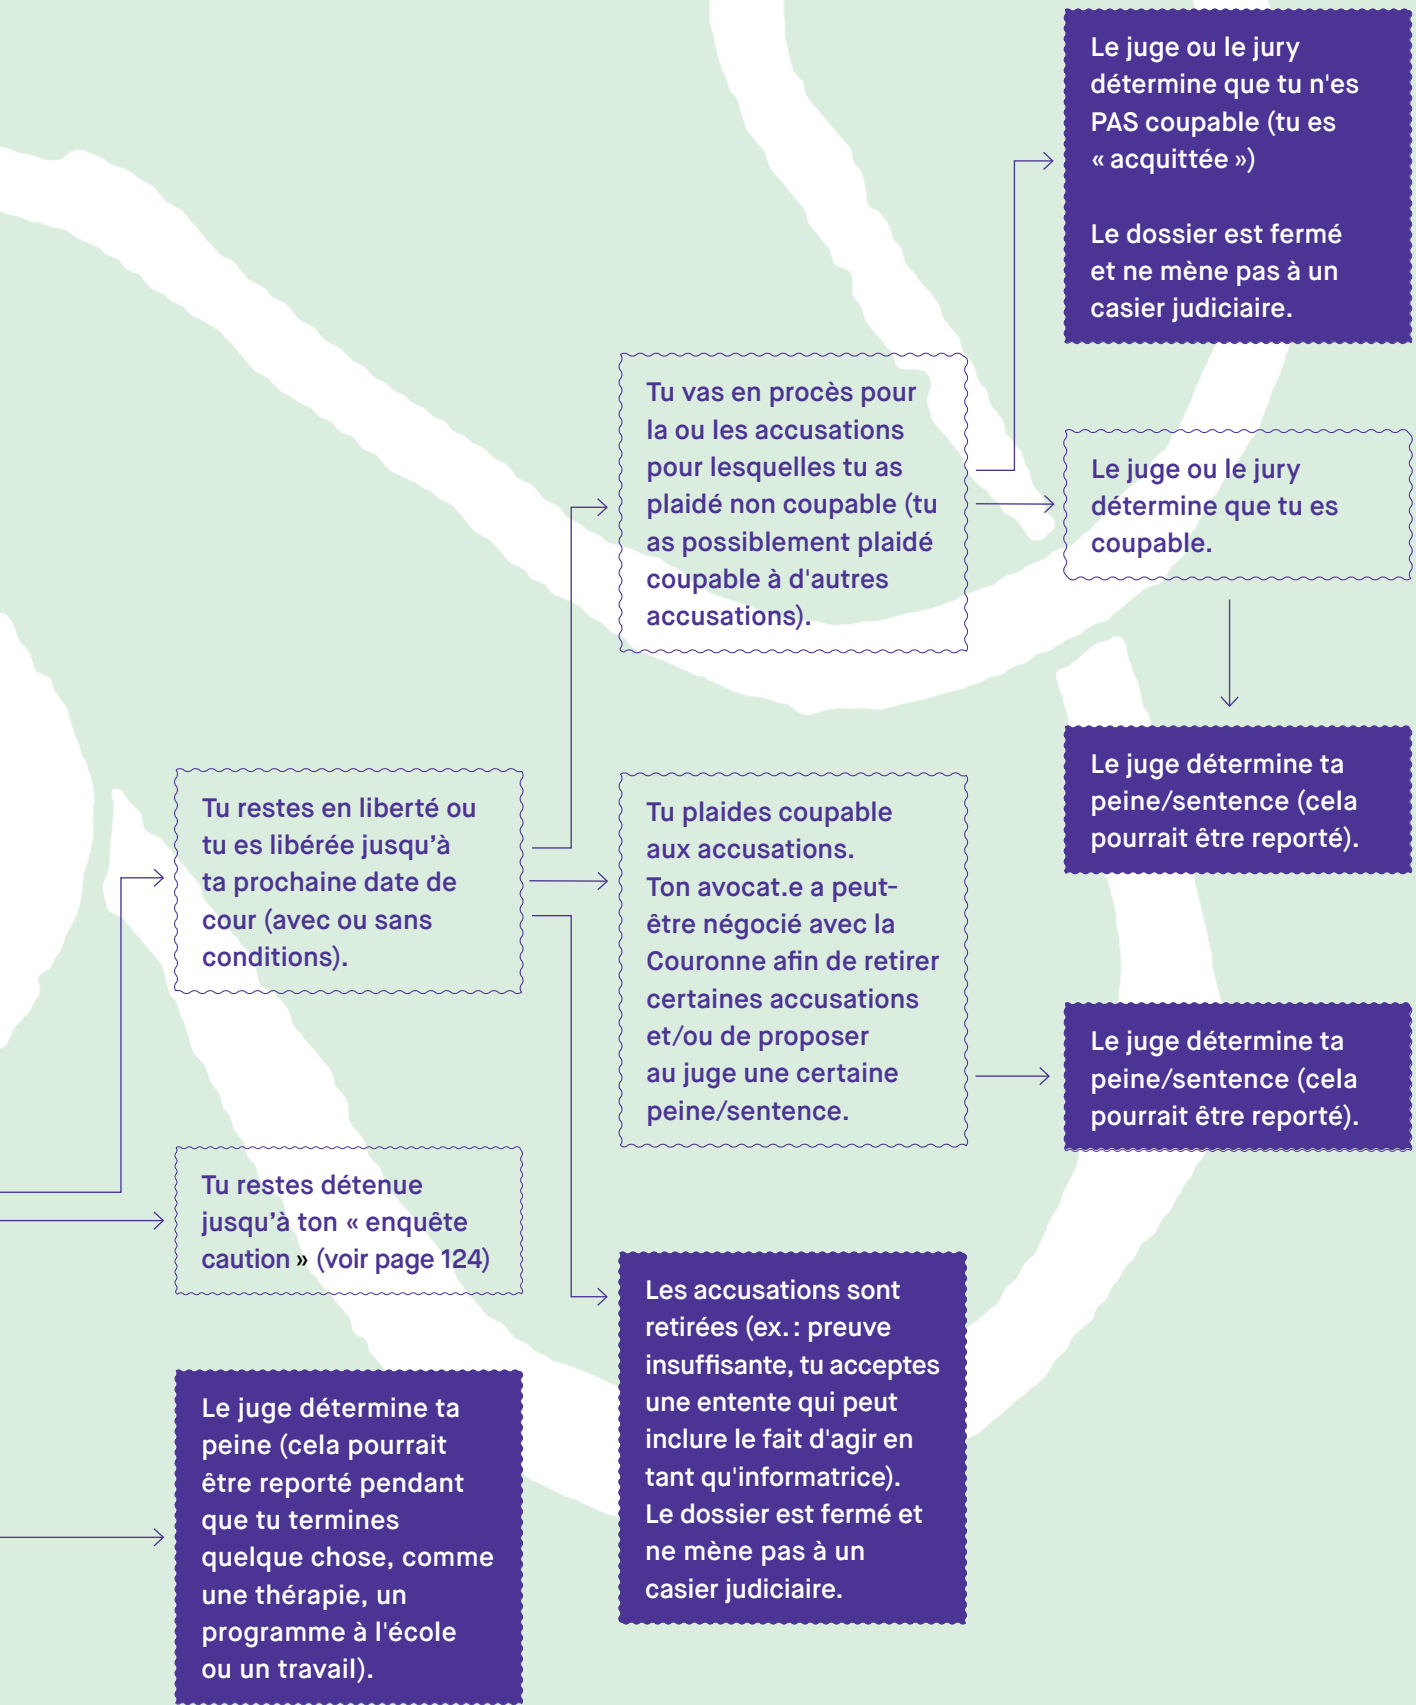 Le juge ou le jury
détermine que tu n'es
PAS coupable (tu es
« acquittée »)
Le dossier est fermé
et ne mène pas à un
casier judiciaire.
Tu vas en procès pour
la ou les accusations
pour lesquelles tu as
plaidé non coupable (tu
as possiblement plaidé
coupable à d'autres
accusations).
Le juge ou le jury
détermine que tu es
coupable.
Le juge détermine ta
peine/sentence (cela
pourrait être reporté).
Tu restes en liberté ou
tu es libérée jusqu’à
ta prochaine date de
cour (avec ou sans
conditions).
Tu plaides coupable
aux accusations.
Ton avocat.e a peut-
être négocié avec la
Couronne afin de retirer
certaines accusations
et/ou de proposer
au juge une certaine
peine/sentence.
Le juge détermine ta
peine/sentence (cela
pourrait être reporté).
Tu restes détenue
jusqu’à ton « enquête
caution » (voir page 124)
Les accusations sont
retirées (ex. : preuve
insuffisante, tu acceptes
une entente qui peut
inclure le fait d'agir en
tant qu'informatrice).
Le dossier est fermé et
ne mène pas à un
casier judiciaire.
Le juge détermine ta
peine (cela pourrait
être reporté pendant
que tu termines
quelque chose, comme
une thérapie, un
programme à l'école
ou un travail).